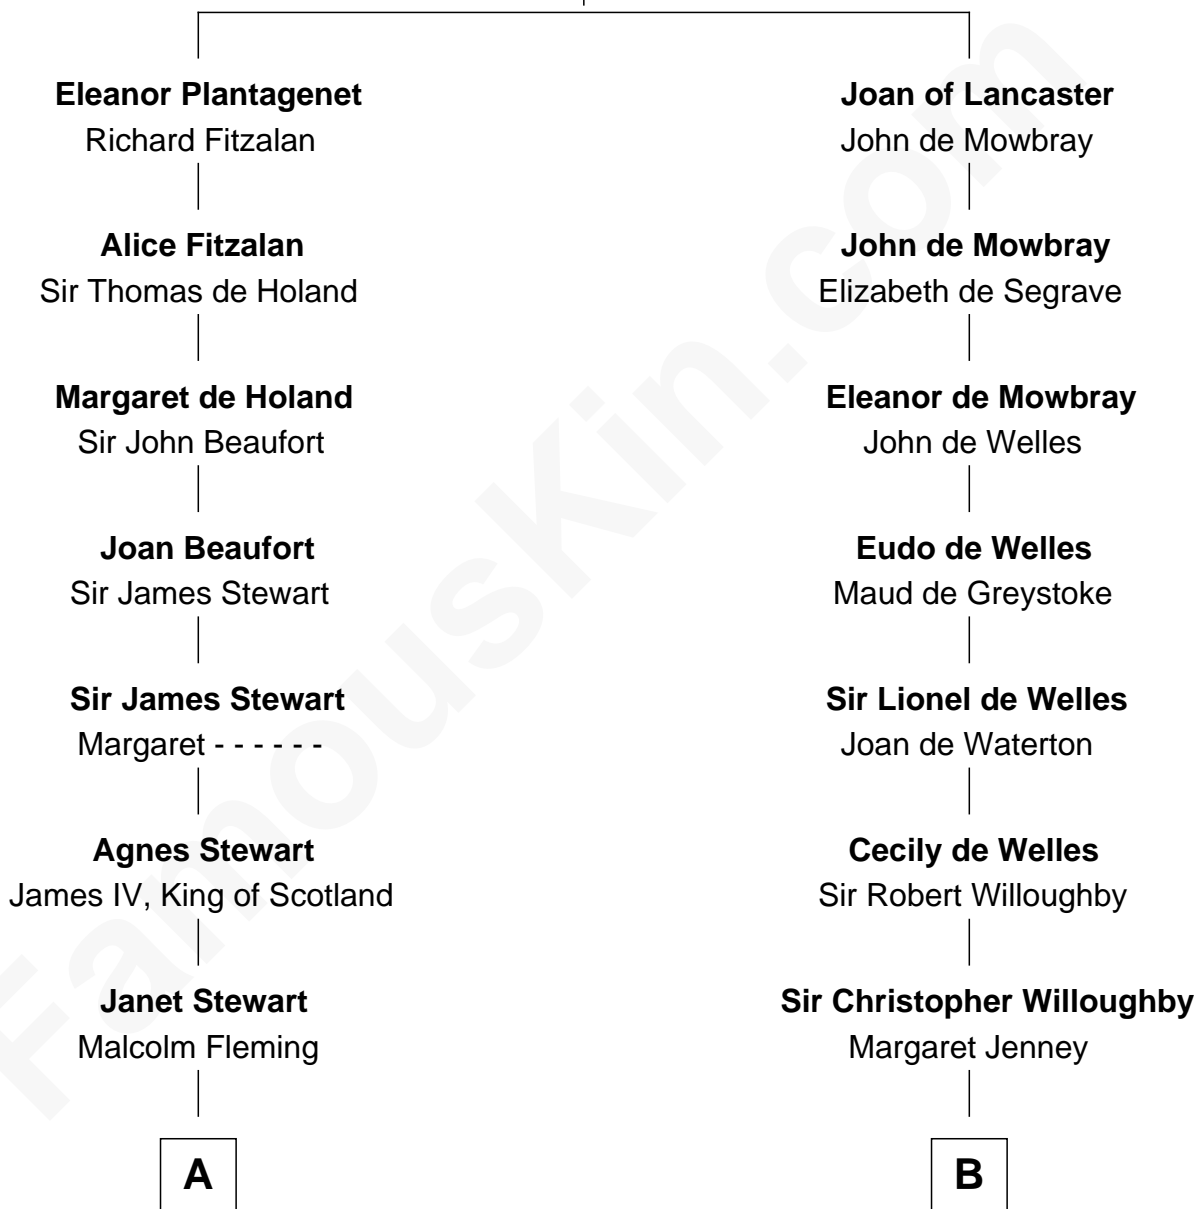 Eleanor Plantagenet
Richard Fitzalan
Alice Fitzalan
Sir Thomas de Holand
Margaret de Holand
Sir John Beaufort
Joan Beaufort
Sir James Stewart
Sir James Stewart
Margaret - - - - - -
Agnes Stewart
James IV, King of Scotland
Janet Stewart
Malcolm Fleming
A
Joan of Lancaster
John de Mowbray
John de Mowbray
Elizabeth de Segrave
Eleanor de Mowbray
John de Welles
Eudo de Welles
Maud de Greystoke
Sir Lionel de Welles
Joan de Waterton
Cecily de Welles
Sir Robert Willoughby
Sir Christopher Willoughby
Margaret Jenney
B
FamousKin.com